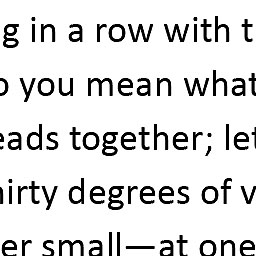 g in a row with t
o you mean what
eads together; let
hirty degrees of v
er small—at one